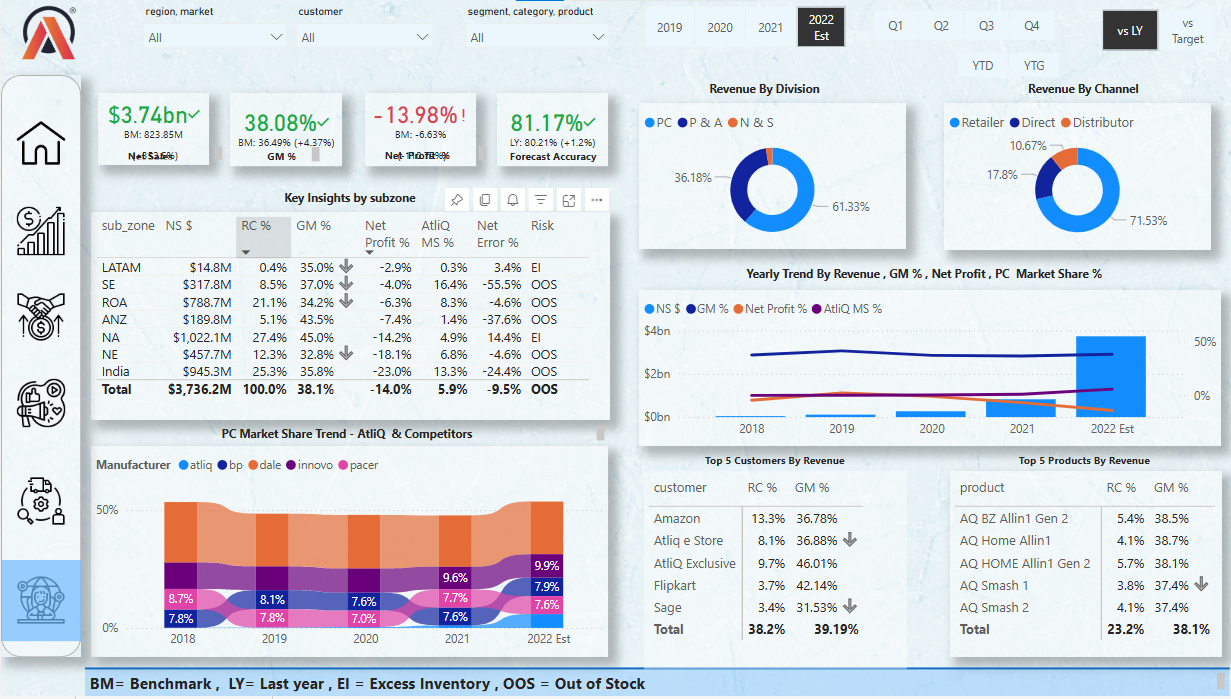 region, market
All
customer
All
segment, category, product
All
2019
2020
2021
2022
Est
Q1
Q2
Q3
Q4
YTD
YTG
vs LY
vs
Target
$3.74bn
BM: 823.85M
Net Sales
38.08%
BM: 36.49% (+4.37%)
GM %
-13.98%!
BM: -6.63%
Net Profit %
81.17%
LY: 80.21% (+1.2%)
Forecast Accuracy
Key Insights by subzone
sub_zone NS $ RC % GM % Net Profit % AtliQ MS % Net Error % Risk
LATAM $14.8M 0.4% 35.0% -2.9% 0.3% 3.4% EI
SE $317.8M 8.5% 37.0% -4.0% 16.4% -55.5% OOS
ROA $788.7M 21.1% 34.2% -6.3% 8.3% -4.6% OOS
ANZ $189.8M 5.1% 43.5% -7.4% 1.4% -37.6% OOS
NA $1,022.1M 27.4% 45.0% -14.2% 4.9% 14.4% EI
NE $457.7M 12.3% 32.8% -18.1% 6.8% -4.6% OOS
India $945.3M 25.3% 35.8% -23.0% 13.3% -24.4% OOS
Total $3,736.2M 100.0% 38.1% -14.0% 5.9% -9.5% OOS
PC Market Share Trend - AtliQ & Competitors
Manufacturer atliq bp dale innovo pacer
50%
0%
8.7%
7.8%
8.1%
7.8%
7.6%
7.0%
9.6%
7.7%
7.6%
9.9%
7.9%
7.6%
2018 2019 2020 2021 2022 Est
Revenue By Division
PC P & A N & S
36.18%
61.33%
Revenue By Channel
Retailer Direct Distributor
10.67%
17.8%
71.53%
Yearly Trend By Revenue , GM % , Net Profit , PC Market Share %
NS $ GM % Net Profit % AtliQ MS %
$4bn
$2bn
$0bn
50%
0%
2018 2019 2020 2021 2022 Est
Top 5 Customers By Revenue
customer RC % GM %
Amazon 13.3% 36.78%
Atliq e Store 8.1% 36.88%
AtliQ Exclusive 9.7% 46.01%
Flipkart 3.7% 42.14%
Sage 3.4% 31.53%
Total 38.2% 39.19%
Top 5 Products By Revenue
product RC % GM %
AQ BZ Allin1 Gen 2 5.4% 38.5%
AQ Home Allin1 4.1% 38.7%
AQ HOME Allin1 Gen 2 5.7% 38.1%
AQ Smash 1 3.8% 37.4%
AQ Smash 2 4.1% 37.4%
Total 23.2% 38.1%
BM= Benchmark , LY= Last year , EI = Excess Inventory , OOS = Out of Stock